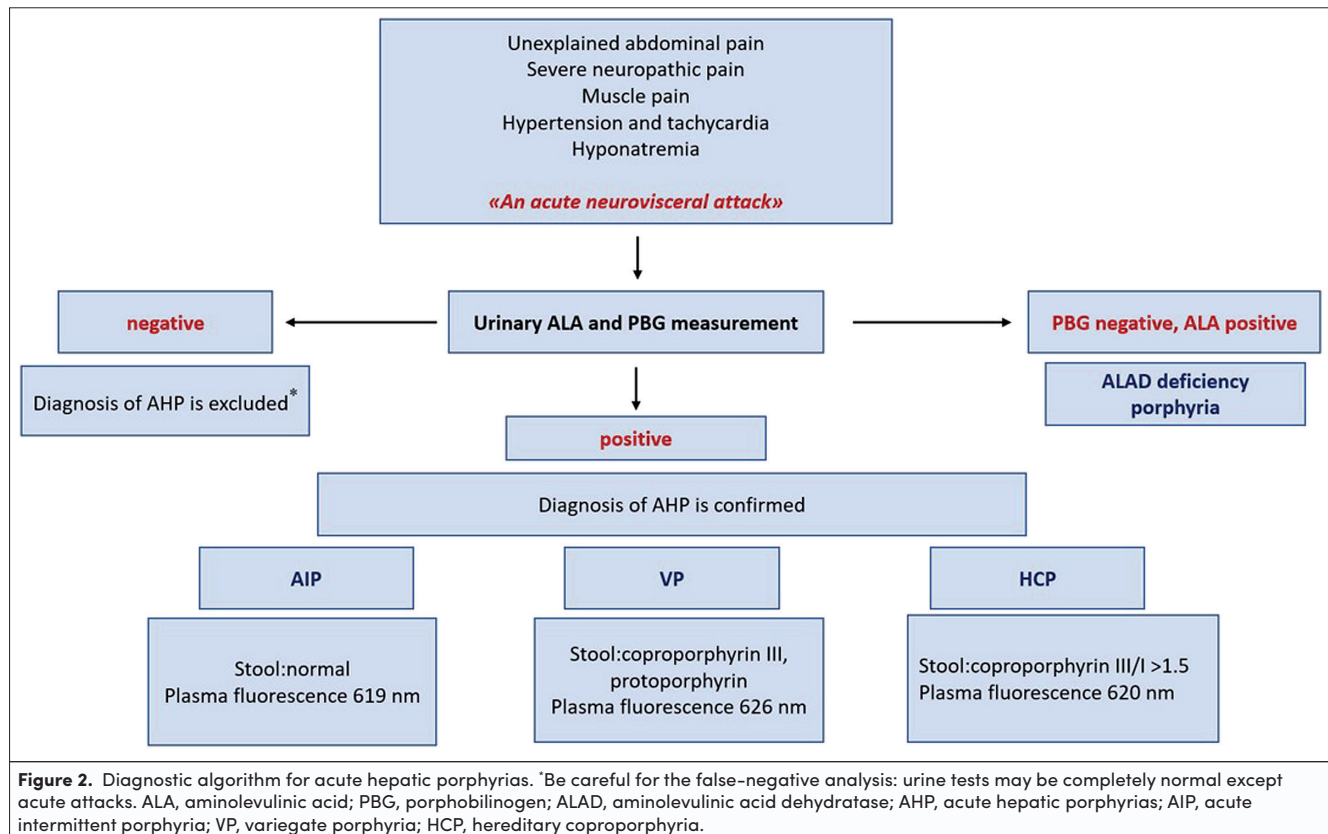 Unexplained abdominal pain
Severe neuropathic pain
Muscle pain
Hypertension and tachycardia
Hyponatremia
«An acute neurovisceral attack»
negative
Urinary ALA and PBG measurement
PBG negative, ALA positive
Diagnosis of AHP is excluded*
ALAD deficiency
porphyria
positive
Diagnosis of AHP is confirmed
AIP
VP
HCP
Stool:normal
Plasma fluorescence 619 nm
Stool:coproporphyrin III,
protoporphyrin
Plasma fluorescence 626 nm
Stool:coproporphyrin III/I >1.5
Plasma fluorescence 620 nm
Figure 2. Diagnostic algorithm for acute hepatic porphyrias. *Be careful for the false-negative analysis: urine tests may be completely normal except
acute attacks. ALA, aminolevulinic acid; PBG, porphobilinogen; ALAD, aminolevulinic acid dehydratase; AHP, acute hepatic porphyrias; AIP, acute
intermittent porphyria; VP, variegate porphyria; HCP, hereditary coproporphyria.